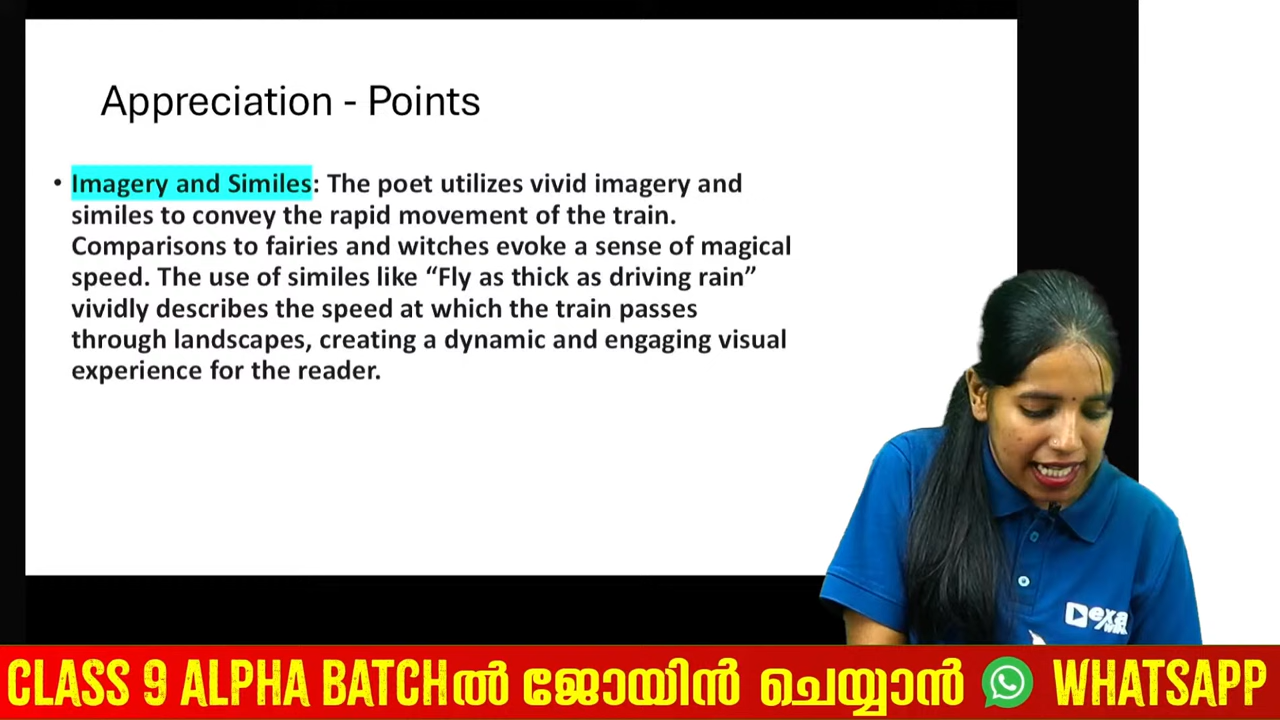 Appreciation - Points
• Imagery and Similes: The poet utilizes vivid imagery and
similes to convey the rapid movement of the train.
Comparisons to fairies and witches evoke a sense of magical
speed. The use of similes like “Fly as thick as driving rain”
vividly describes the speed at which the train passes
through landscapes, creating a dynamic and engaging visual
experience for the reader.
exa
CLASS 9 ALPHA BATCHൽ ജോയിൻ ചെയ്യാൻ WHATSAPP